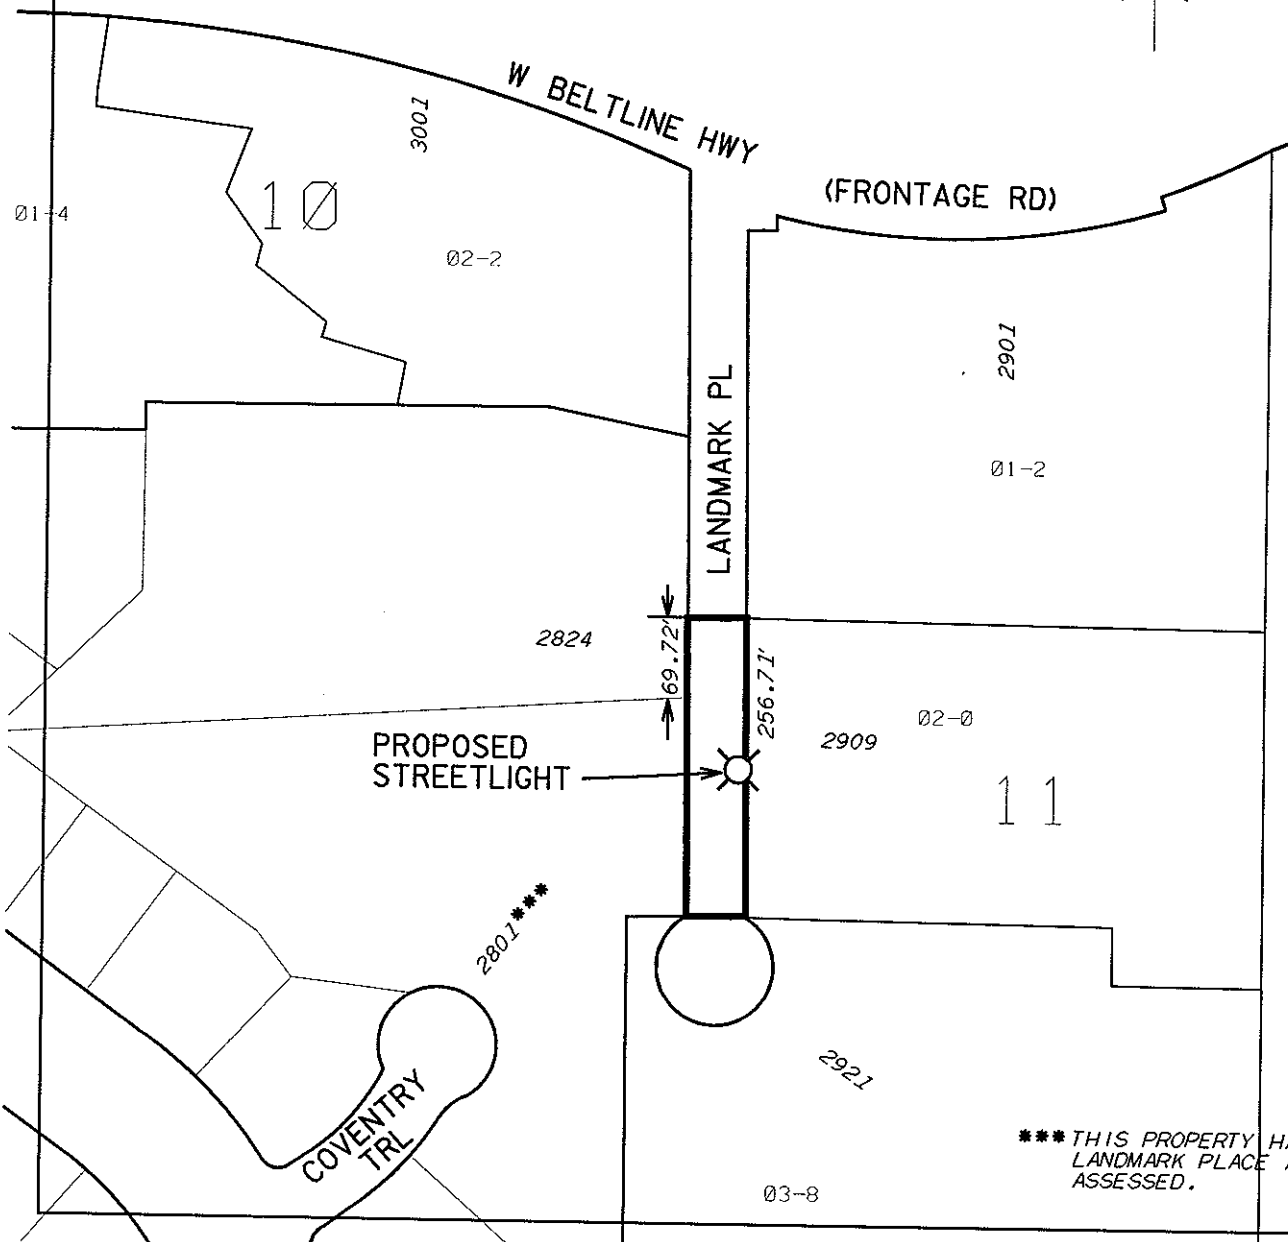 W BELTLINE HWY
(FRONTAGE RD)
3001
10
01-4
02-2
2901
LANDMARK PL
01-2
2824
69.72'
256.71'
02-0
2909
PROPOSED
STREETLIGHT
11
2801***
2921
COVENTRY
TRL
***THIS PROPERTY
LANDMARK PLACE
ASSESSED.
03-8